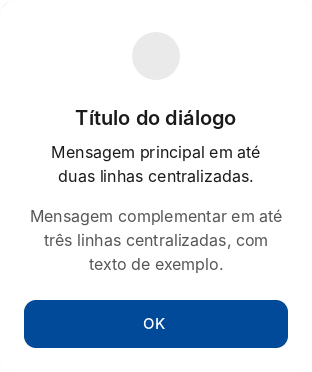 Título do diálogo
Mensagem principal em até
duas linhas centralizadas.
Mensagem complementar em até
três linhas centralizadas, com
texto de exemplo.
OK